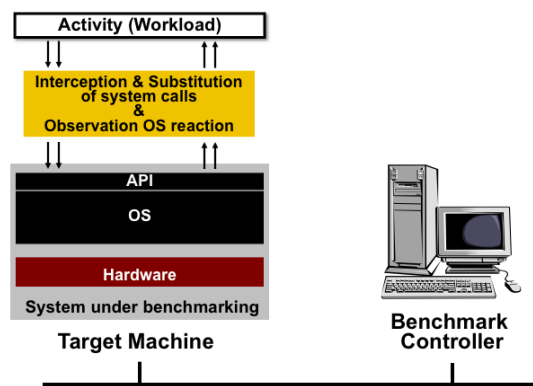 Activity (Workload)
Interception & Substitution
of system calls
&
Observation OS reaction
API
OS
Hardware
System under benchmarking
Target Machine
Benchmark
Controller